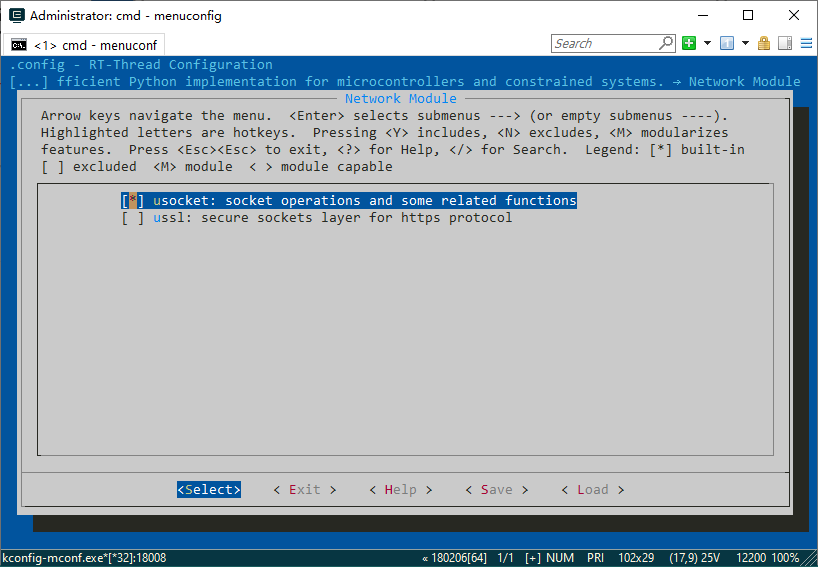 Administrator: cmd - menuconfig
<1> cmd - menuconf
Search
.config - RT-Thread Configuration
[...] fficient Python implementation for microcontrollers and constrained systems. → Network Module
Network Module
Arrow keys navigate the menu.  <Enter> selects submenus ---> (or empty submenus ----).
Highlighted letters are hotkeys.  Pressing <Y> includes, <N> excludes, <M> modularizes
features.  Press <Esc><Esc> to exit, <?> for Help, </> for Search.  Legend: [*] built-in
[ ] excluded  <M> module  < > module capable
[*] usocket: socket operations and some related functions
[ ] ussl: secure sockets layer for https protocol
<Select>    < Exit >    < Help >    < Save >    < Load >
kconfig-mconf.exe*[*32]:18008    « 180206[64]  1/1  [+] NUM  PRI  102x29  (17,9) 25V  12200 100%